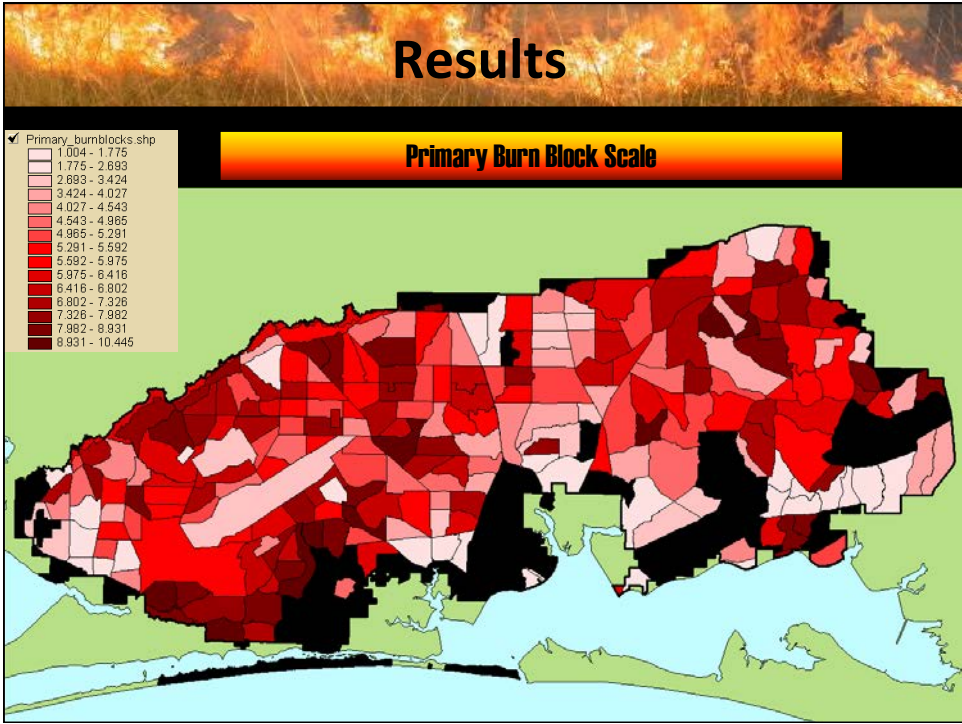 Results
Primary Burn Block Scale
Primary_burnblocks.shp
1.004 - 1.775
1.775 - 2.693
2.693 - 3.424
3.424 - 4.027
4.027 - 4.543
4.543 - 4.965
4.965 - 5.291
5.291 - 5.592
5.592 - 5.975
5.975 - 6.416
6.416 - 6.802
6.802 - 7.326
7.326 - 7.982
7.982 - 8.931
8.931 - 10.445